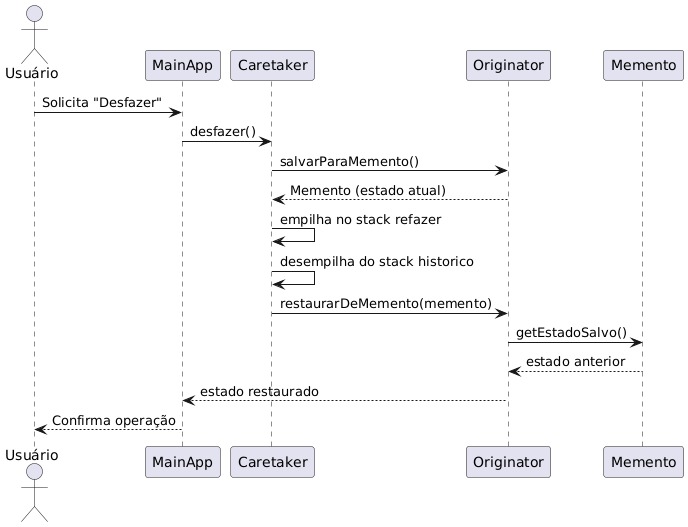 Usuário
MainApp
Caretaker
Originator
Memento
Solicita "Desfazer"
desfazer()
salvarParaMemento()
Memento (estado atual)
empilha no stack refazer
desempilha do stack historico
restaurarDeMemento(memento)
getEstadoSalvo()
estado anterior
estado restaurado
Confirma operação
Usuário
MainApp
Caretaker
Originator
Memento